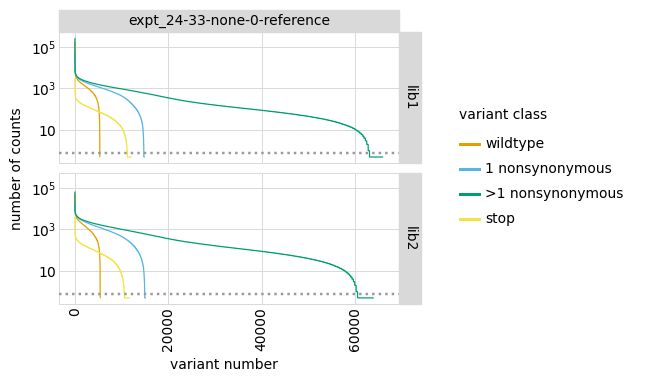 expt_24-33-none-0-reference
10^5
10^3
10
lib1
10^5
10^3
10
lib2
number of counts
0
20000
40000
60000
variant number
variant class
wildtype
1 nonsynonymous
>1 nonsynonymous
stop